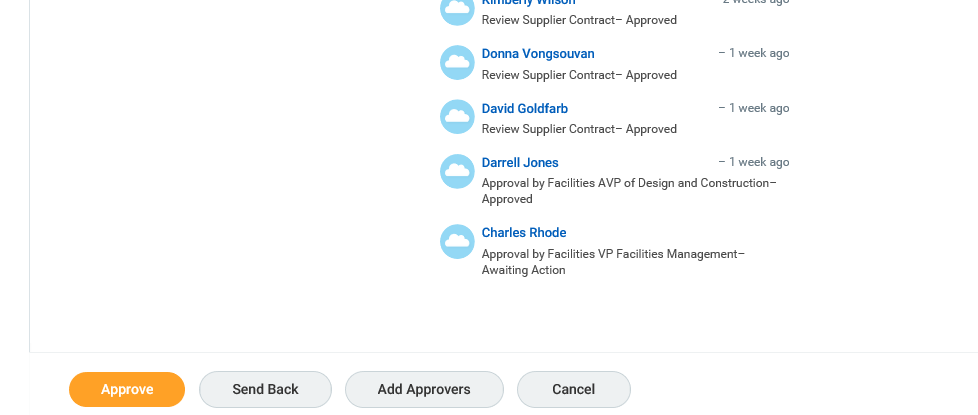 Kimberly Wilson
2 weeks ago
Review Supplier Contract– Approved
Donna Vongsouvan
– 1 week ago
Review Supplier Contract– Approved
David Goldfarb
– 1 week ago
Review Supplier Contract– Approved
Darrell Jones
– 1 week ago
Approval by Facilities AVP of Design and Construction–
Approved
Charles Rhode
Approval by Facilities VP Facilities Management–
Awaiting Action
Approve
Send Back
Add Approvers
Cancel